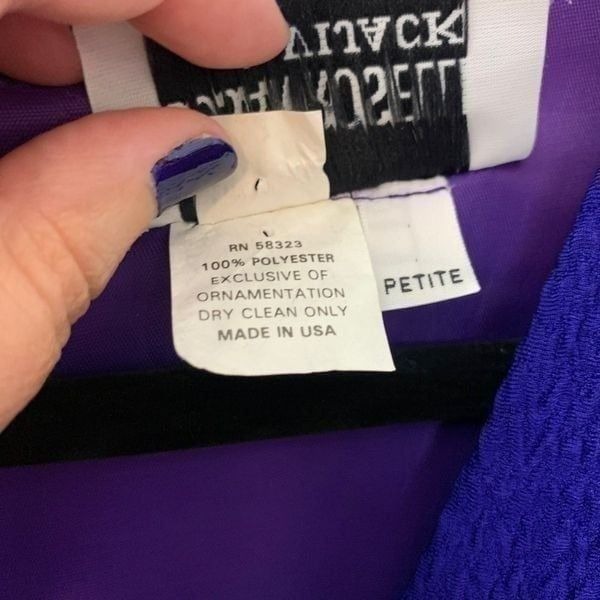 RN 58323
100% POLYESTER
EXCLUSIVE OF
ORNAMENTATION
DRY CLEAN ONLY
MADE IN USA
PETITE